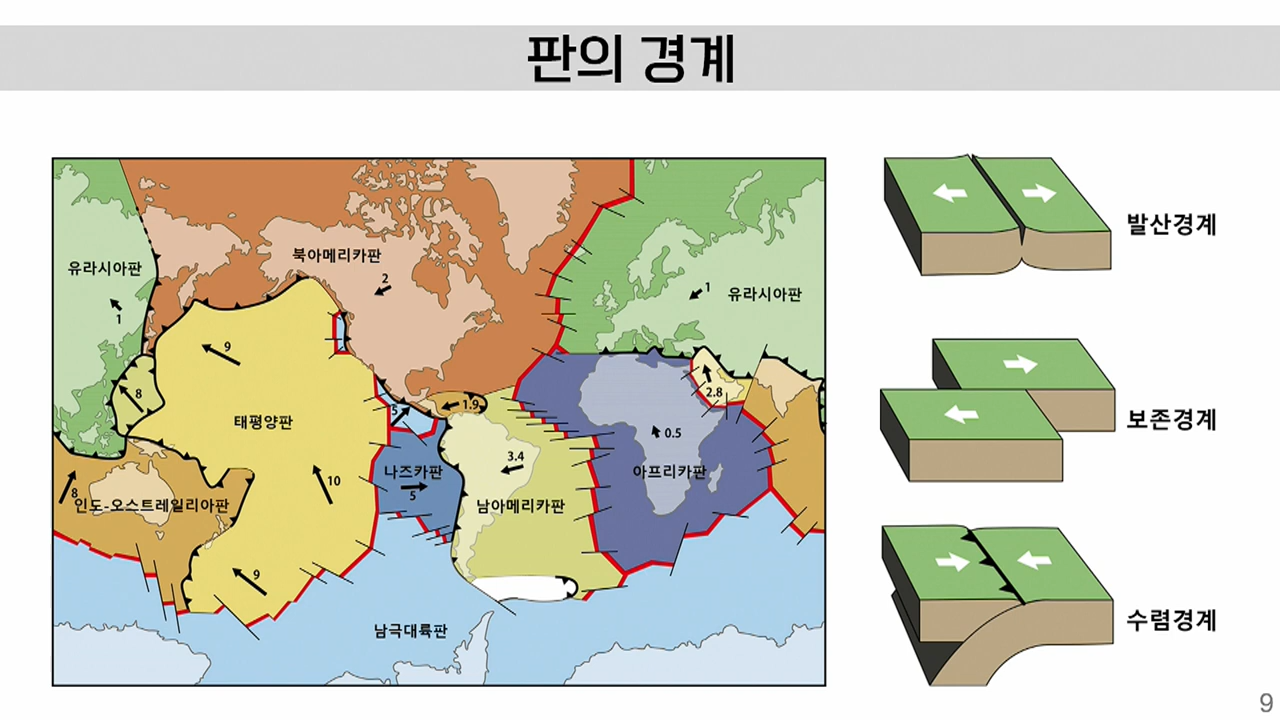 판의 경계
북아메리카판
유라시아판
2
1
1
유라시아판
9
8
5
1.9
2.8
태평양판
0.5
3.4
나즈카판
아프리카판
10
5
8
인도-오스트레일리아판
남아메리카판
9
남극대륙판
발산경계
보존경계
수렴경계
9